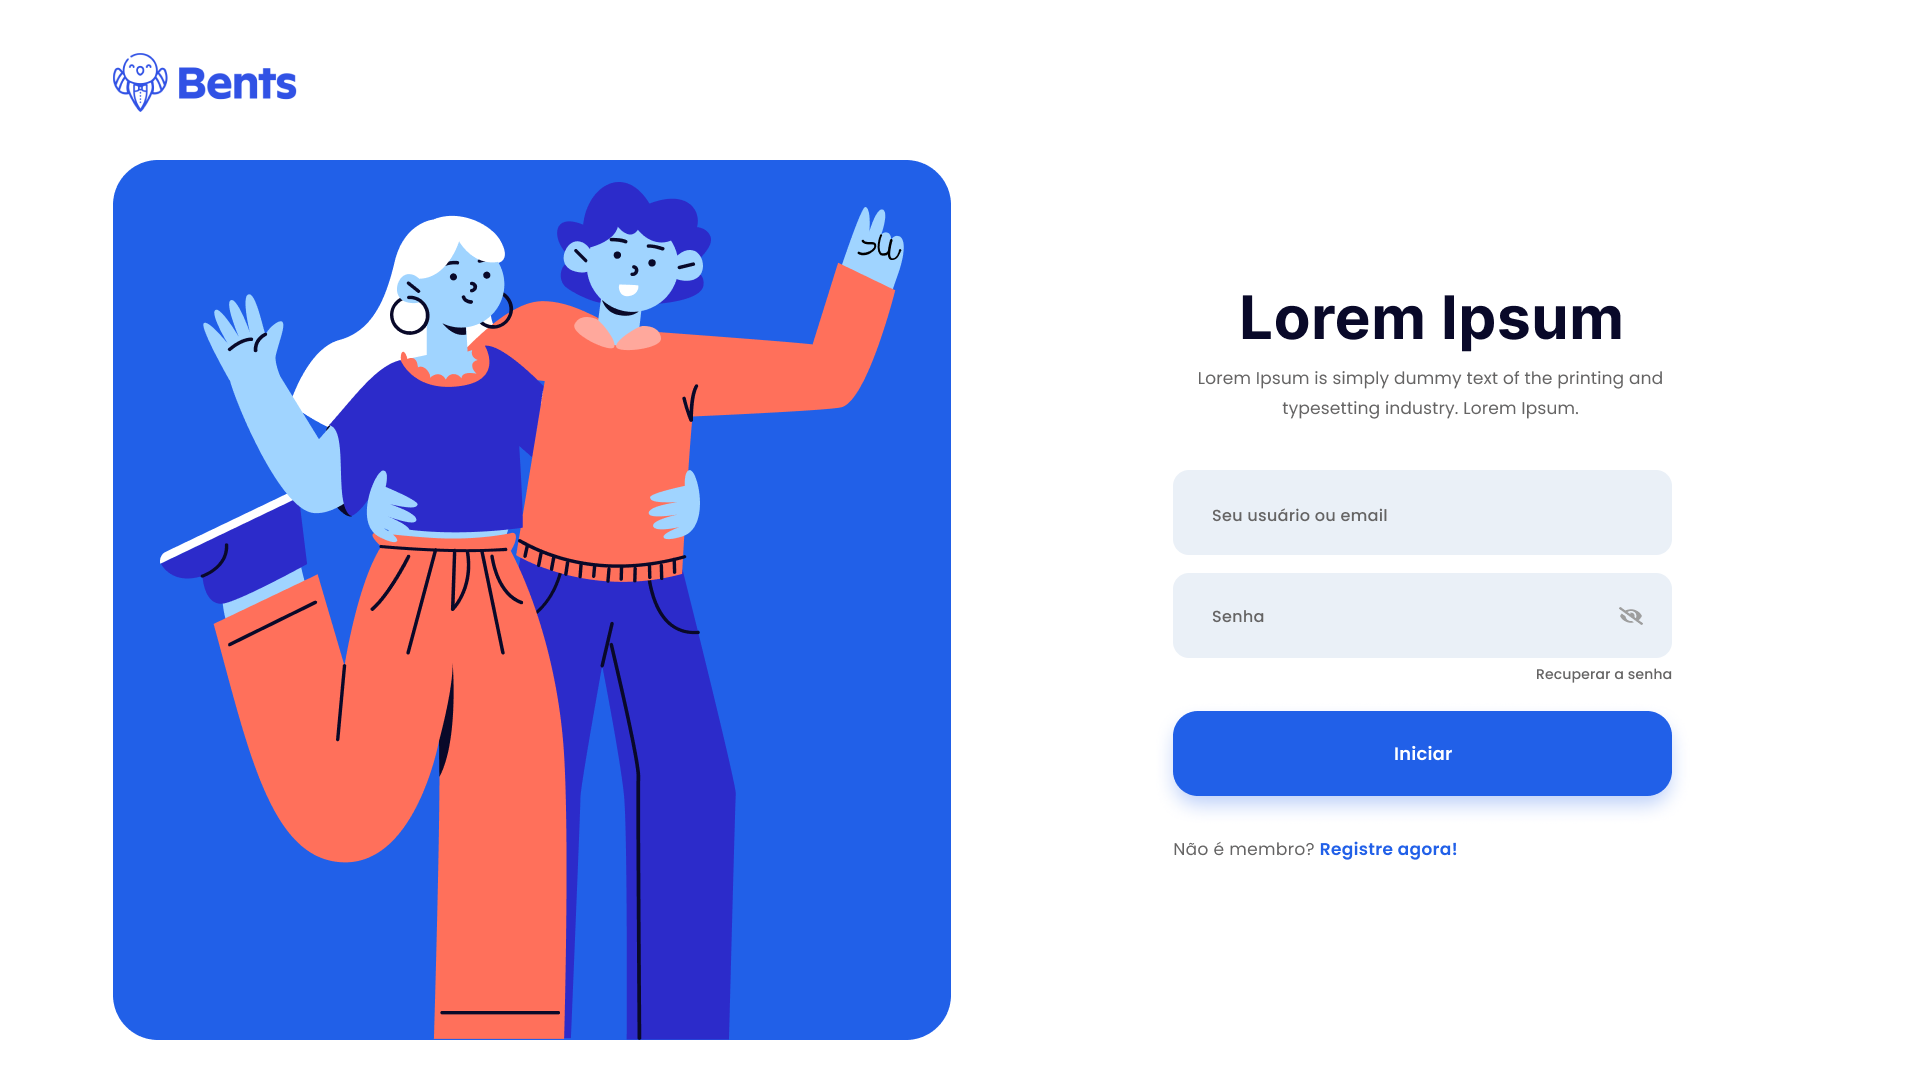 Bents
Lorem Ipsum
Lorem Ipsum is simply dummy text of the printing and
typesetting industry. Lorem Ipsum.
Seu usuário ou email
Senha
Recuperar a senha
Iniciar
Não é membro? Registre agora!